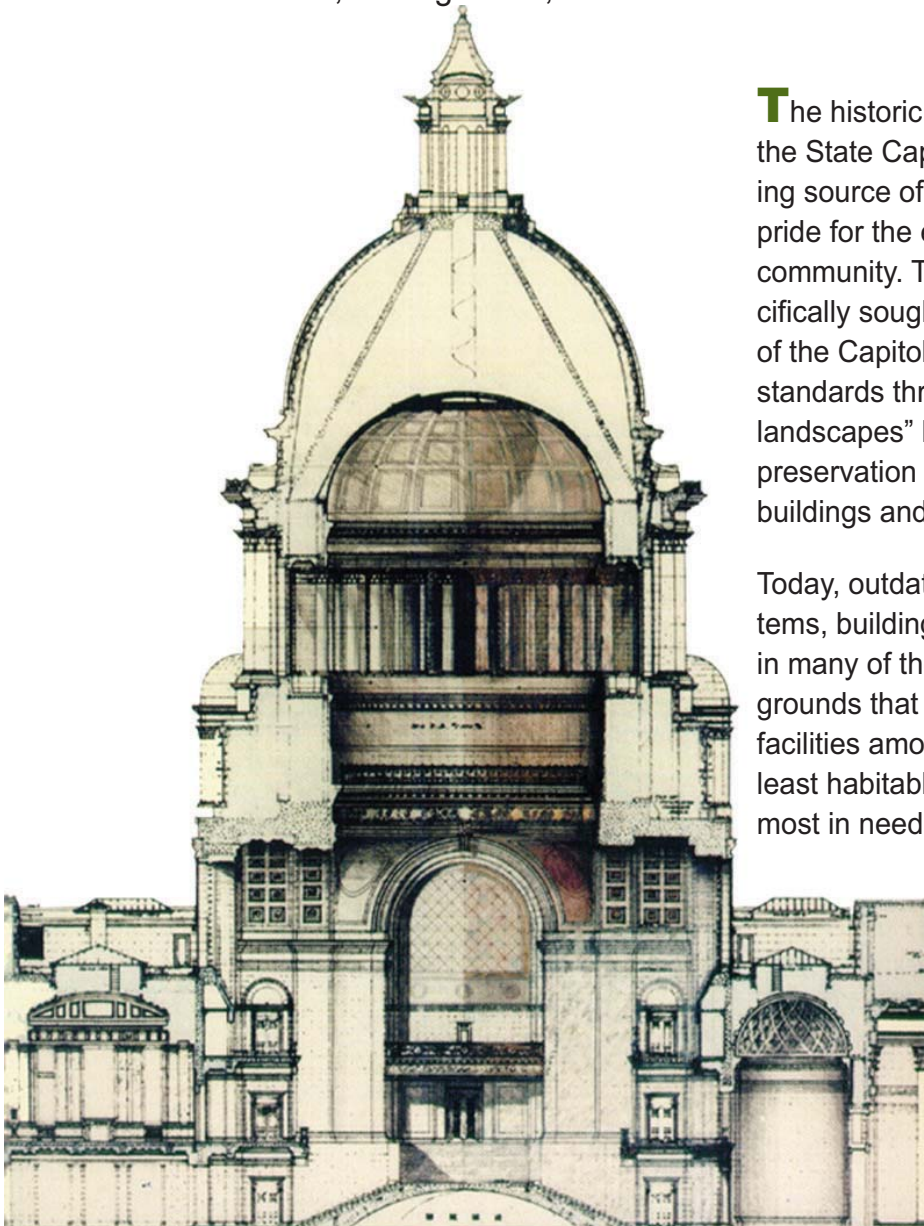 The historic
the State Cap
ing source of
pride for the
community. T
cifically soug
of the Capitol
standards thr
landscapes”
preservation
buildings and
Today, outdat
tems, building
in many of th
grounds that
facilities amo
least habitabl
most in need